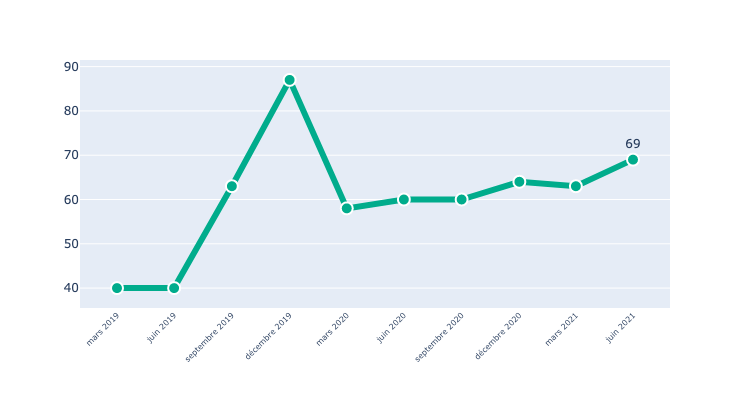 90
80
70
60
50
40
69
mars 2019
juin 2019
septembre 2019
décembre 2019
mars 2020
juin 2020
septembre 2020
décembre 2020
mars 2021
juin 2021